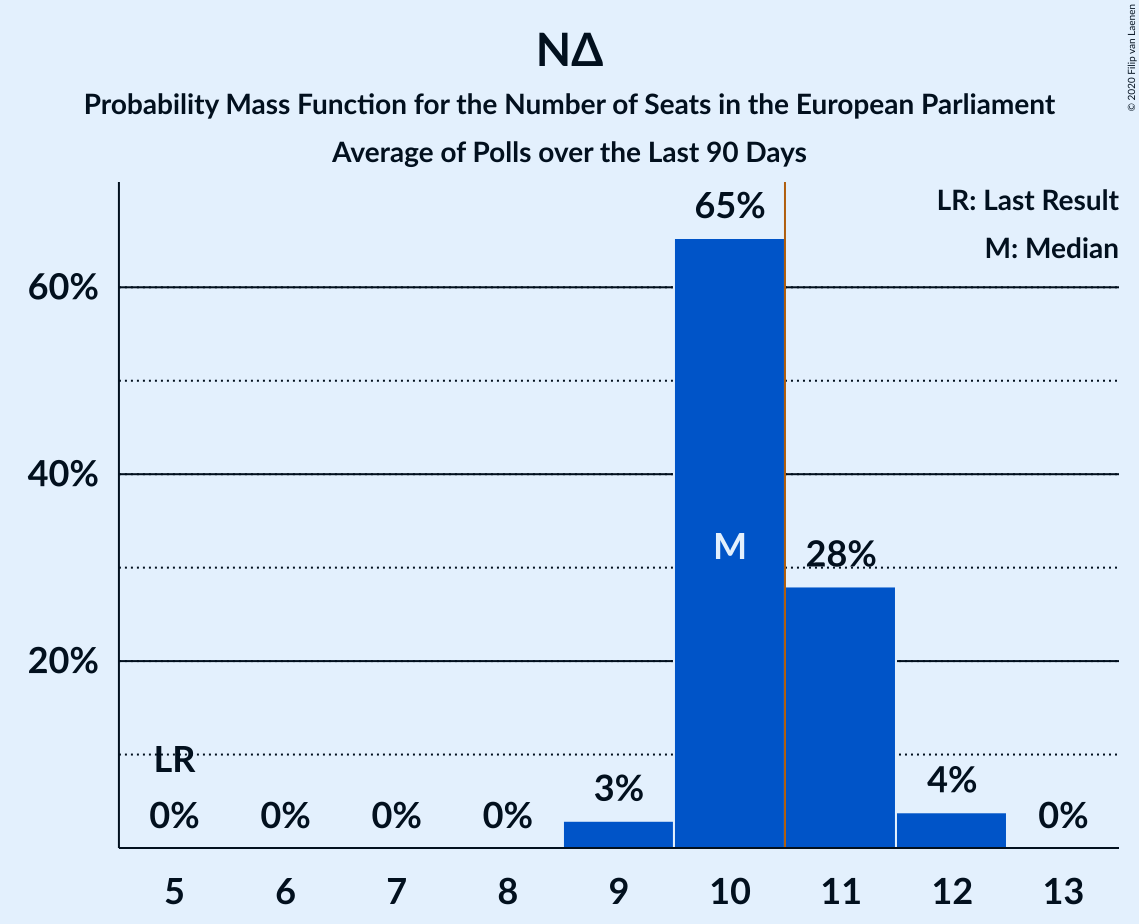 ΝΔ
Probability Mass Function for the Number of Seats in the European Parliament
Average of Polls over the Last 90 Days
© 2020 Filip van Laenen
LR: Last Result
M: Median
60%
40%
20%
LR
M
0%
0%
0%
0%
3%
65%
28%
4%
0%
5 6 7 8 9 10 11 12 13